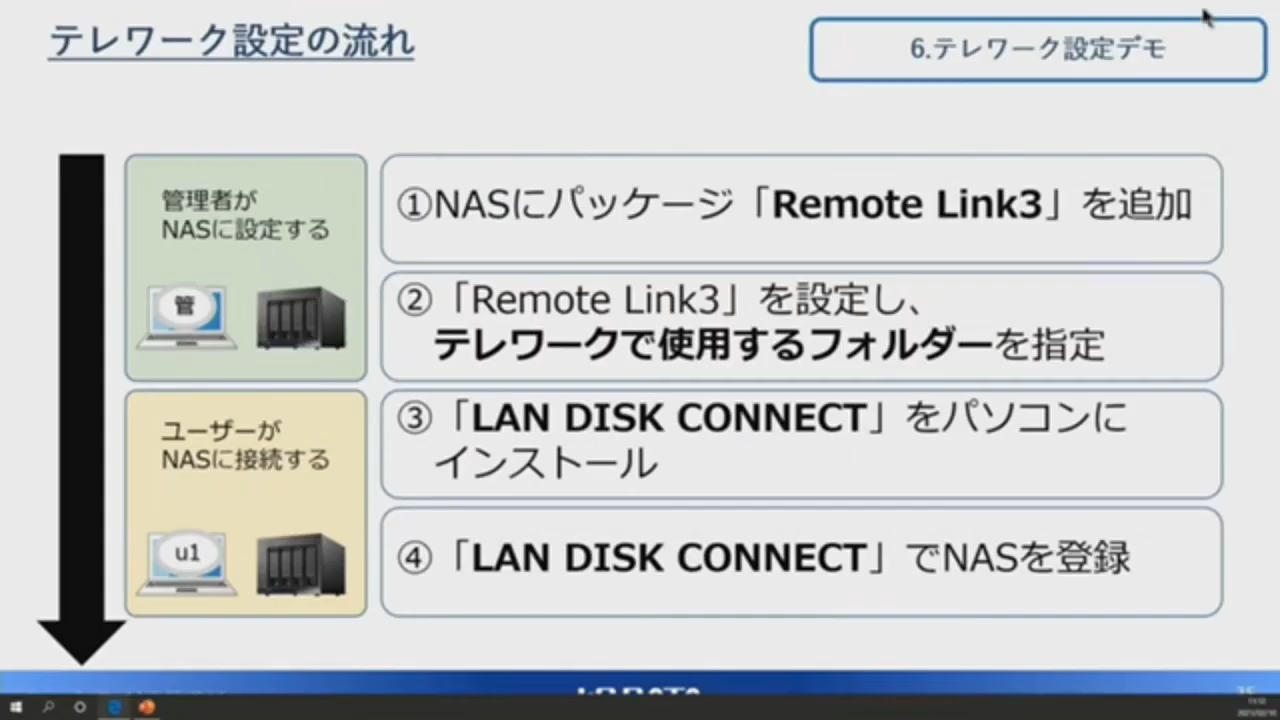 テレワーク設定の流れ
6.テレワーク設定デモ
管理者が
NASに設定する
管
①NASにパッケージ「Remote Link3」を追加
②「Remote Link3」を設定し、
テレワークで使用するフォルダーを指定
ユーザーが
NASに接続する
u1
③「LAN DISK CONNECT」をパソコンに
インストール
④「LAN DISK CONNECT」でNASを登録